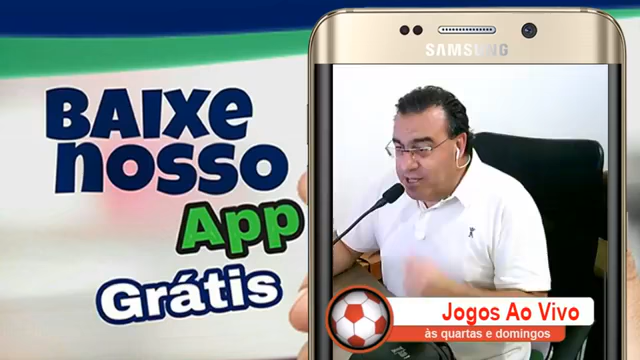 BAIXE
NOSSO
App
Grátis
SAMSUNG
Jogos Ao Vivo
às quartas e domingos